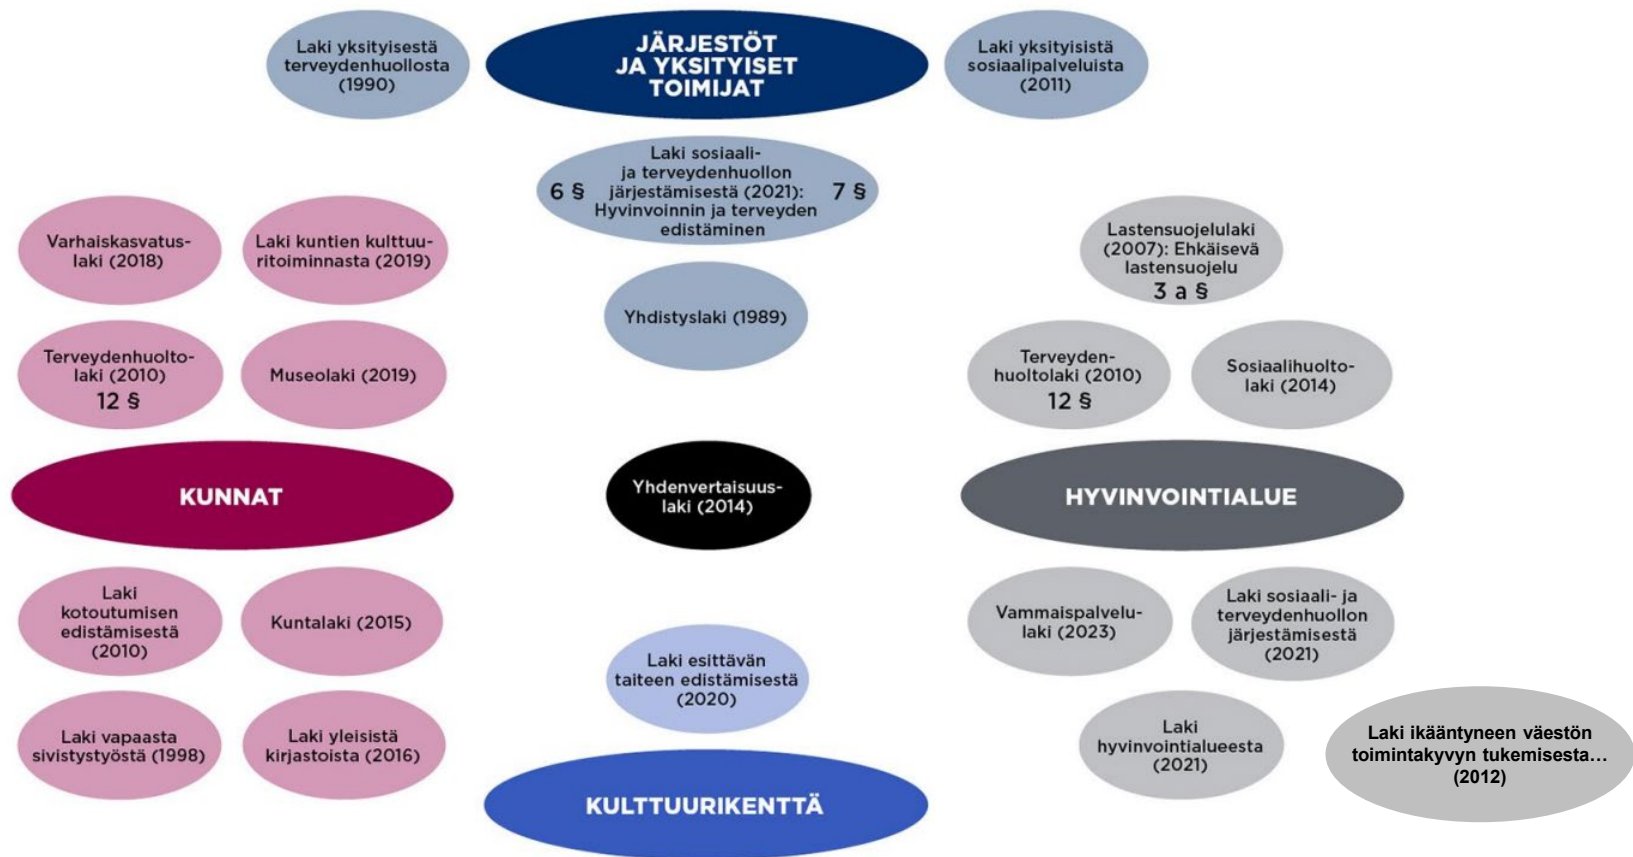 Laki yksityisestä
terveydenhuollosta
(1990)
JÄRJESTÖT
JA YKSITYISET
TOIMIJAT
Laki yksityisistä
sosiaalipalveluista
(2011)
Laki sosiaali-
ja terveydenhuollon
järjestämisestä (2021):
Hyvinvoinnin ja terveyden
edistäminen
6 §
7 §
Yhdistyslaki (1989)
Varhaiskasvatus-
laki (2018)
Laki kuntien kulttuu-
ritoiminnasta (2019)
Terveydenhuolto-
laki (2010)
12 §
Museolaki (2019)
KUNNAT
Laki
kotoutumisen
edistämisestä
(2010)
Kuntalaki (2015)
Laki vapaasta
sivistystyöstä (1998)
Laki yleisistä
kirjastoista (2016)
Yhdenvertaisuus-
laki (2014)
Laki esittävän
taiteen edistämisestä
(2020)
KULTTUURIKENTTÄ
Lastensuojelulaki
(2007): Ehkäisevä
lastensuojelu
3 a §
Terveyden-
huoltolaki (2010)
12 §
Sosiaalihuolto-
laki (2014)
HYVINVOINTIALUE
Vammaispalvelu-
laki (2023)
Laki sosiaali- ja
terveydenhuollon
järjestämisestä
(2021)
Laki
hyvinvointialueesta
(2021)
Laki ikääntyneen väestön
toimintakyvyn tukemisesta...
(2012)